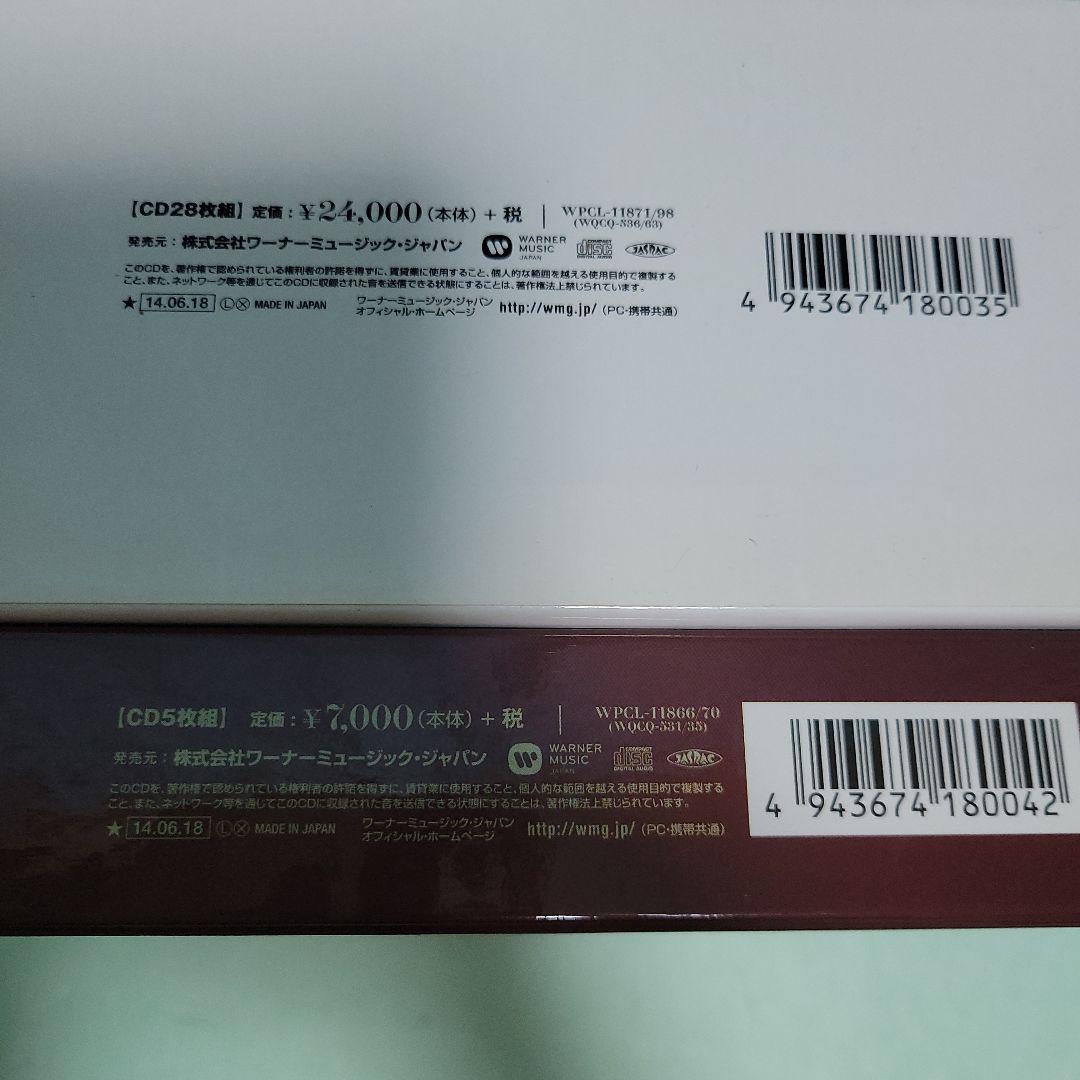 【CD28枚組】 定価：¥24,000（本体）+ 税 WPCL-11871/98
(WQCQ-536/63)
発売元：株式会社ワーナーミュージック・ジャパン WARNER MUSIC JAPAN COMPACT DISC DIGITAL AUDIO JASRAC
このCDを、著作権で認められている権利者の許諾を得ずに、賃貸業に使用すること、個人的な範囲を越える使用目的で複製する
こと、また、ネットワーク等を通じてこのCDに収録された音を送信できる状態にすることは、著作権法上禁じられています。
★ 14.06.18 Ⓛ Ⓧ MADE IN JAPAN ワーナーミュージック・ジャパン オフィシャル・ホームページ http://wmg.jp/（PC・携帯共通）
4 943674 180035
【CD5枚組】 定価：¥7,000（本体）+ 税 WPCL-11866/70
(WQCQ-531/35)
発売元：株式会社ワーナーミュージック・ジャパン WARNER MUSIC JAPAN COMPACT DISC DIGITAL AUDIO JASRAC
このCDを、著作権で認められている権利者の許諾を得ずに、賃貸業に使用すること、個人的な範囲を越える使用目的で複製する
こと、また、ネットワーク等を通じてこのCDに収録された音を送信できる状態にすることは、著作権法上禁じられています。
★ 14.06.18 Ⓛ Ⓧ MADE IN JAPAN ワーナーミュージック・ジャパン オフィシャル・ホームページ http://wmg.jp/（PC・携帯共通）
4 943674 180042